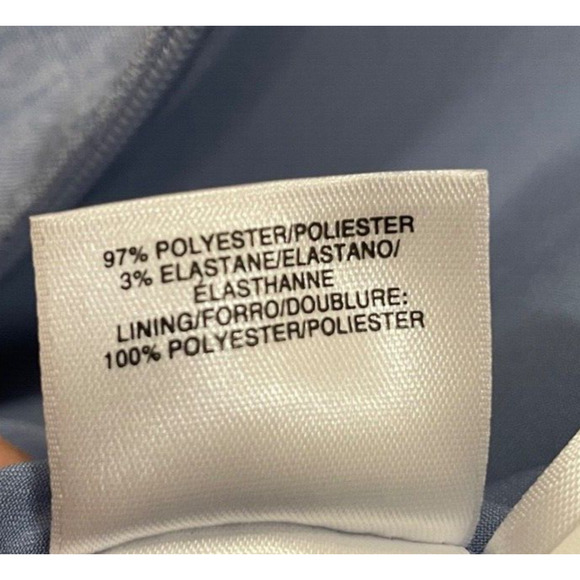 97% POLYESTER/POLIESTER
3% ELASTANE/ELASTANO/
ÉLASTHANNE
LINING/FORRO/DOUBLURE:
100% POLYESTER/POLIESTER